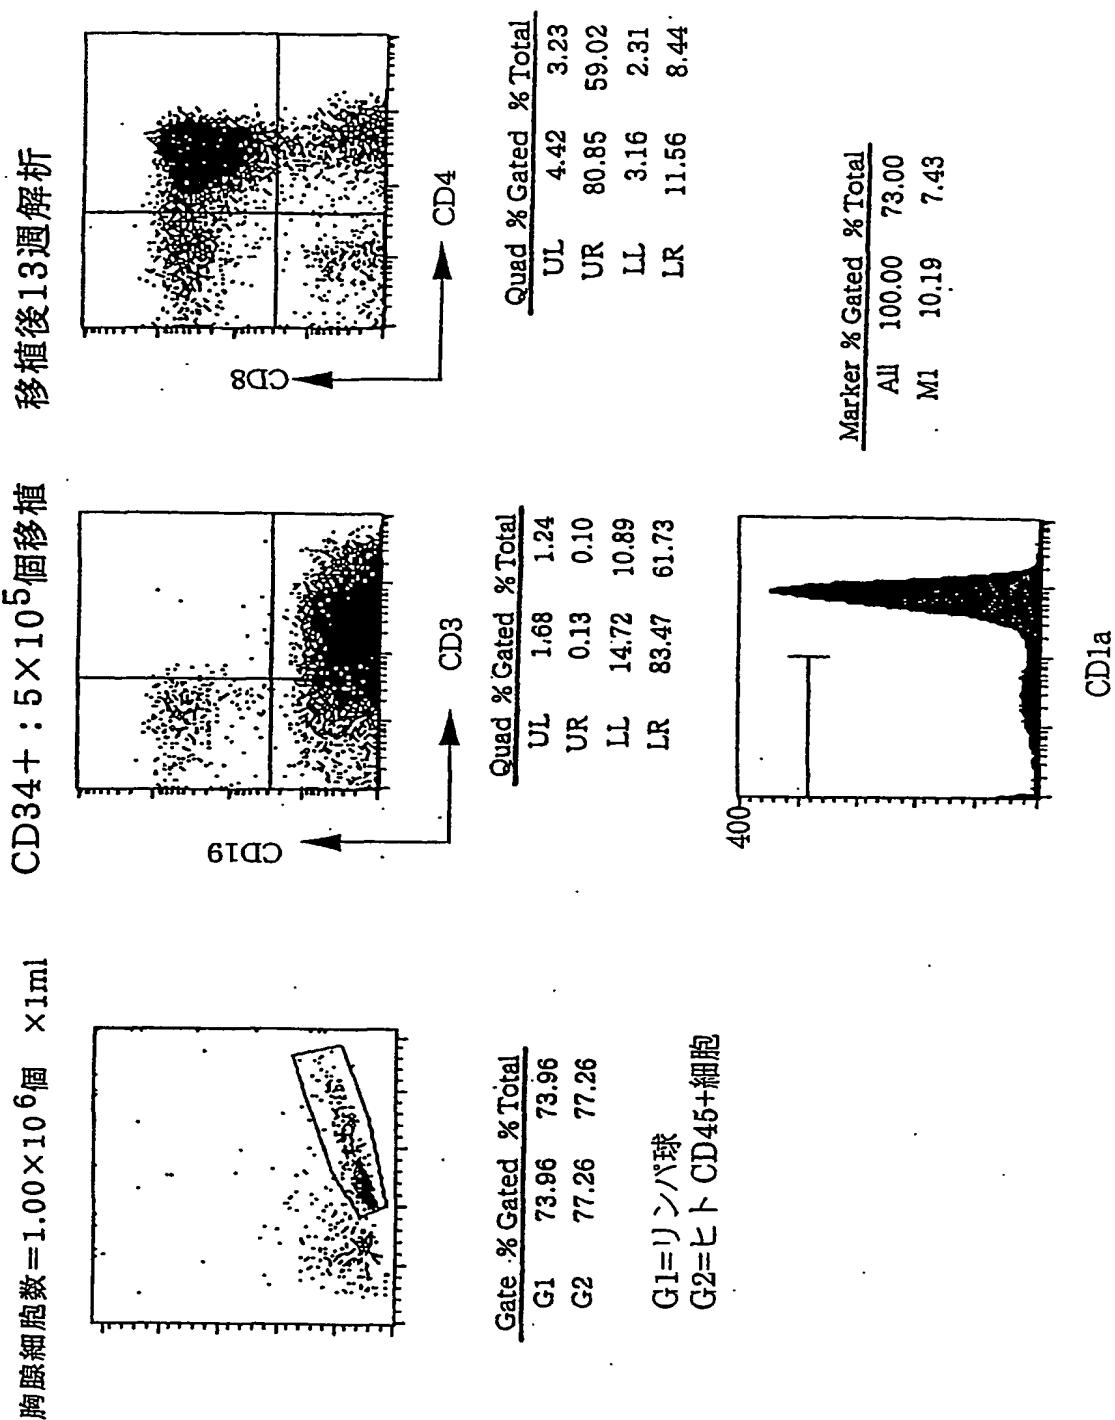 胸腺細胞数=1.00×10⁶個 ×1ml
CD34+ : 5×10⁵個移植 移植後13週解析
Gate % Gated % Total
G1 73.96 73.96
G2 77.26 77.26
G1=リンパ球
G2=ヒト CD45+細胞
CD19
CD3
Quad % Gated % Total
UL 1.68 1.24
UR 0.13 0.10
LL 14.72 10.89
LR 83.47 61.73
CD8
CD4
Quad % Gated % Total
UL 4.42 3.23
UR 80.85 59.02
LL 3.16 2.31
LR 11.56 8.44
400
CD1a
Marker % Gated % Total
All 100.00 73.00
M1 10.19 7.43